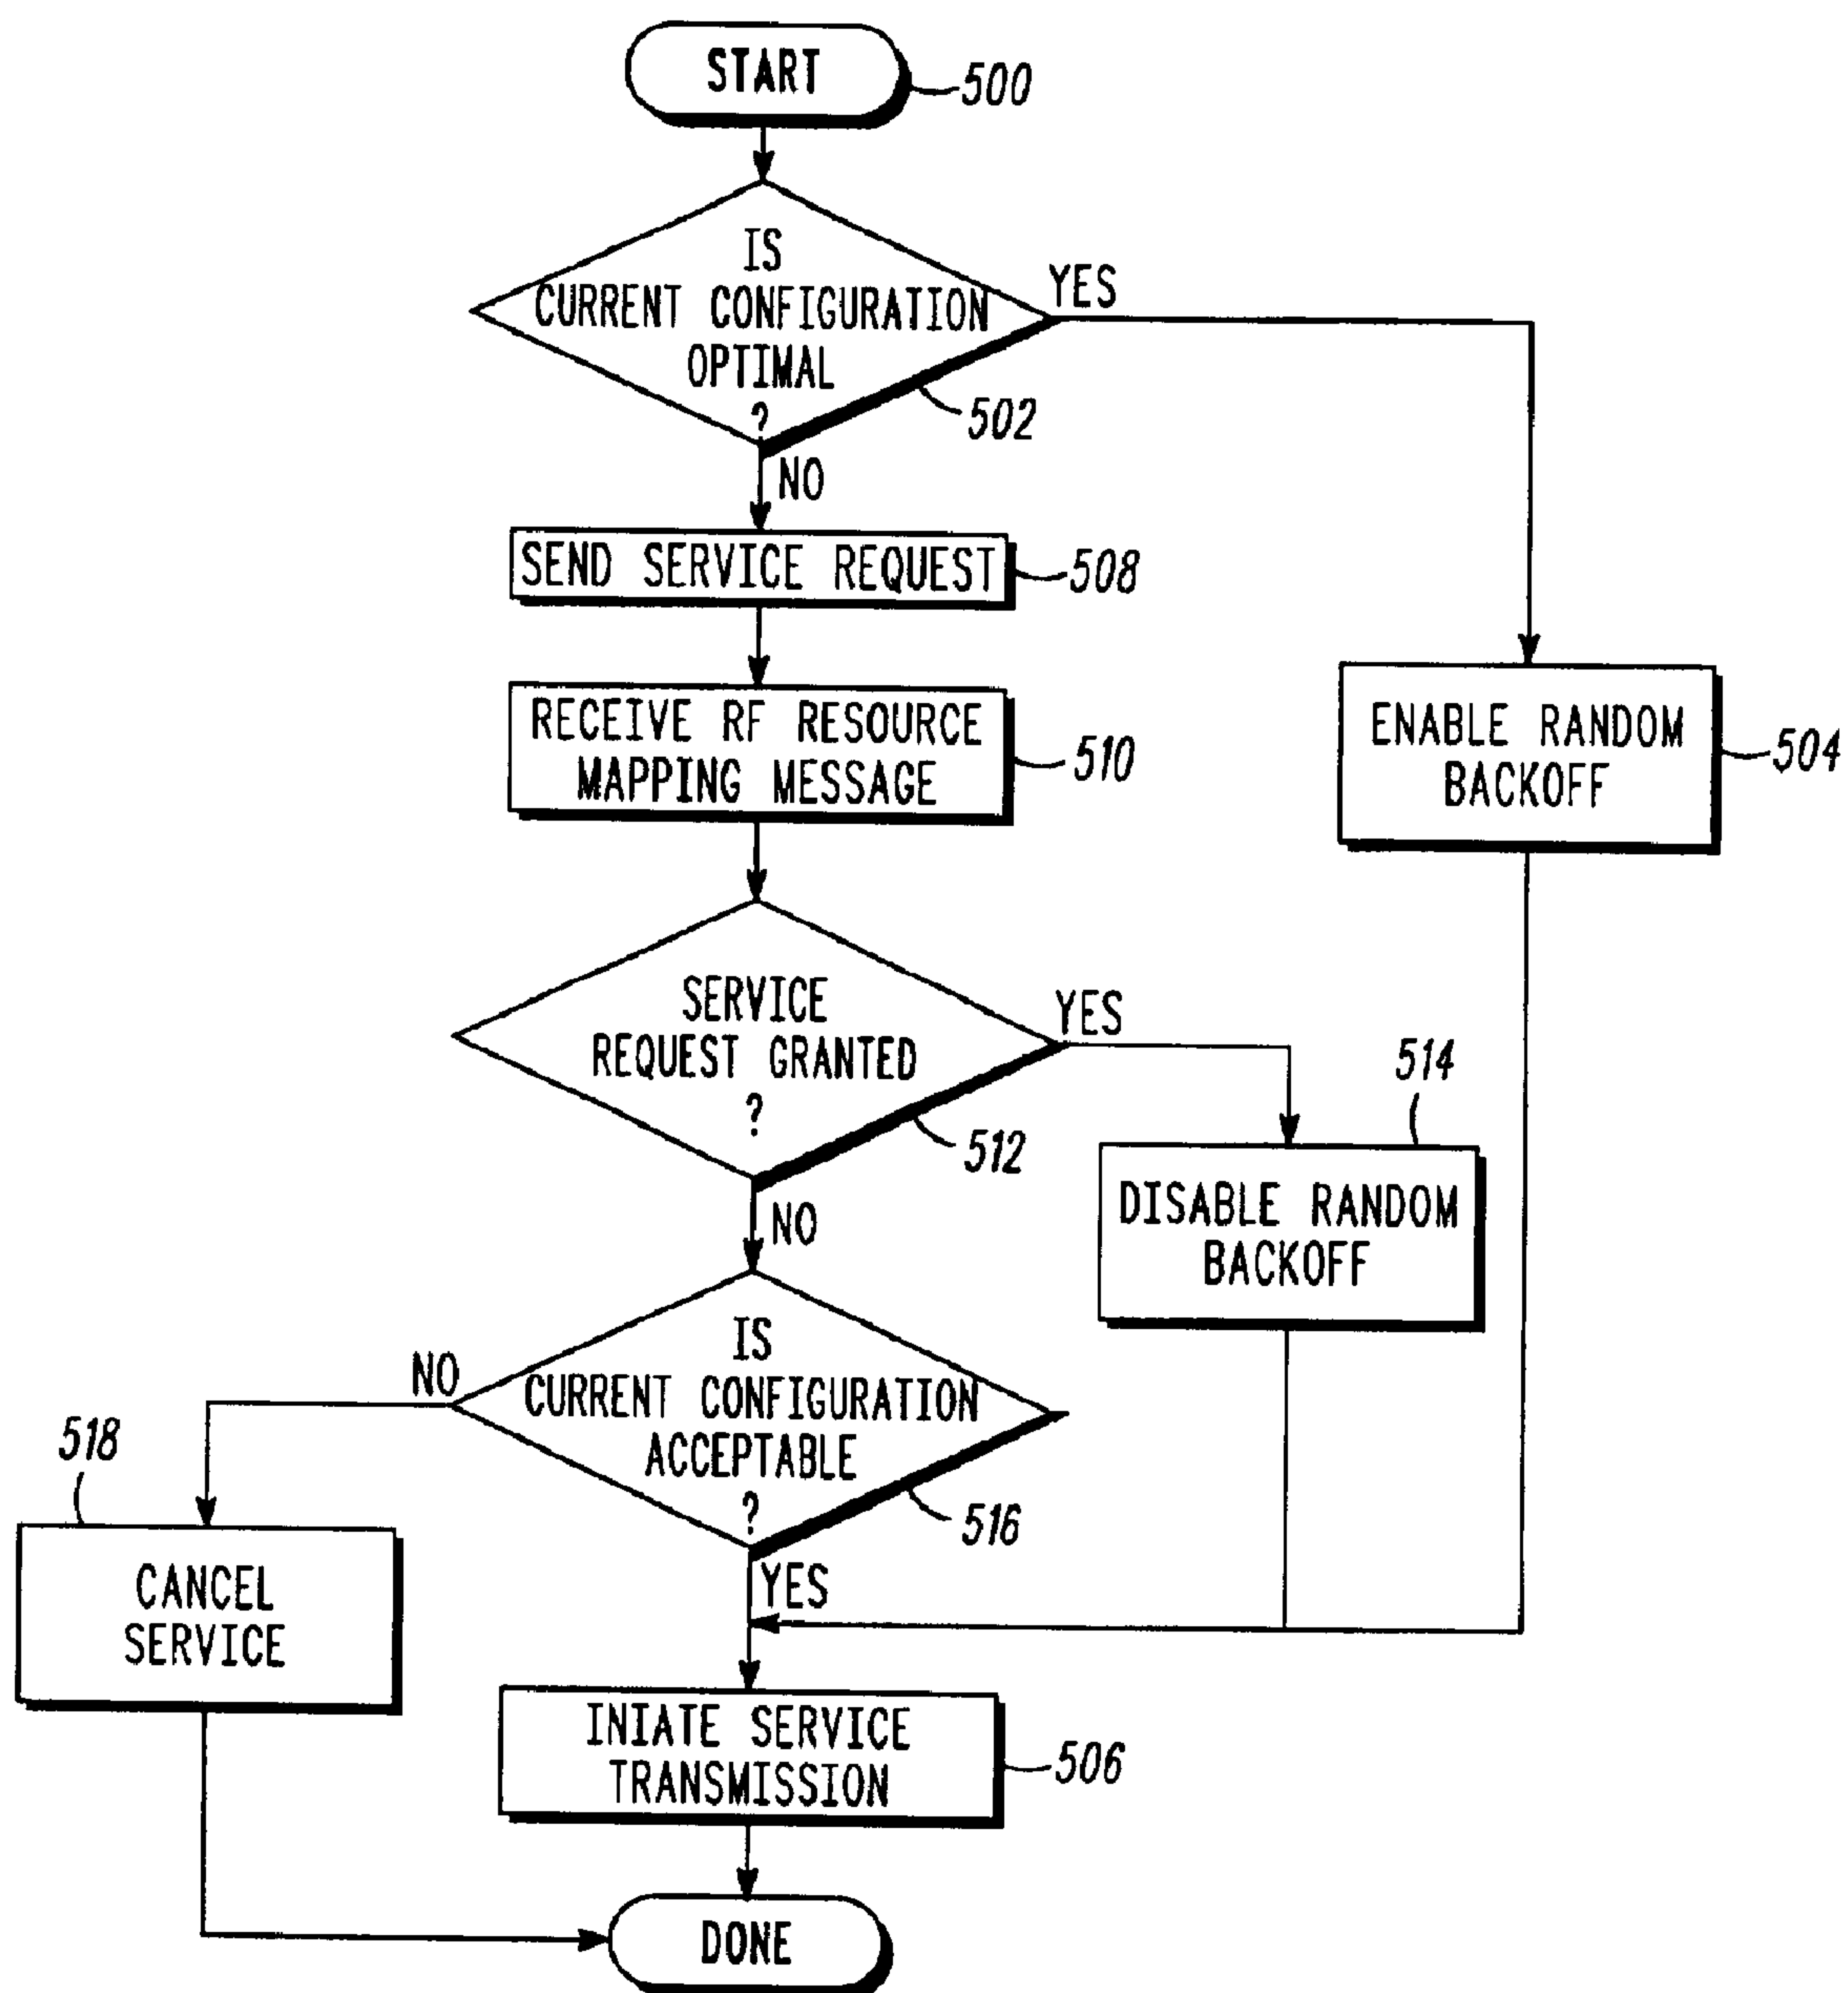 START
500
IS
CURRENT CONFIGURATION
OPTIMAL
?
YES
502
NO
SEND SERVICE REQUEST
508
RECEIVE RF RESOURCE
MAPPING MESSAGE
510
ENABLE RANDOM
BACKOFF
504
SERVICE
REQUEST GRANTED
?
YES
512
NO
514
DISABLE RANDOM
BACKOFF
IS
CURRENT CONFIGURATION
ACCEPTABLE
?
NO
516
YES
518
CANCEL
SERVICE
INIATE SERVICE
TRANSMISSION
506
DONE